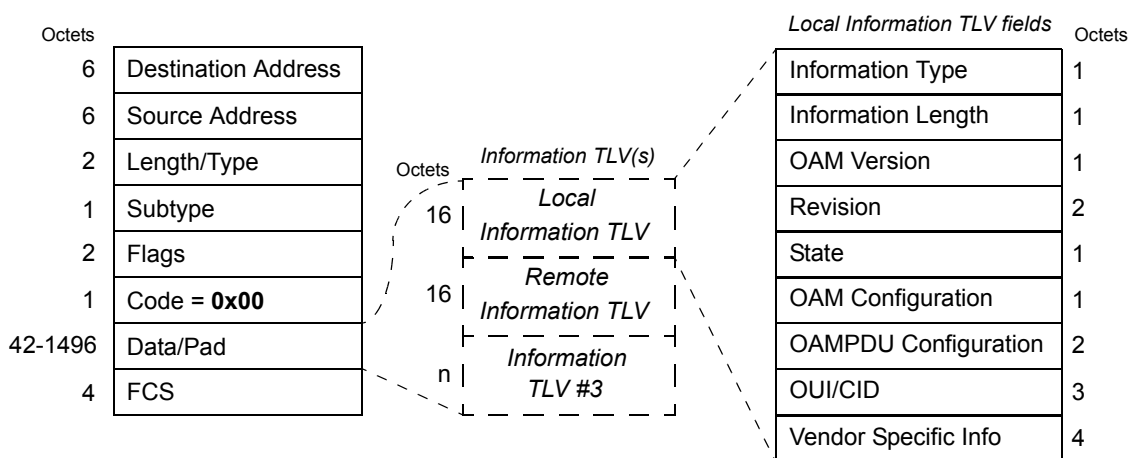 Octets
6 Destination Address
6 Source Address
2 Length/Type
1 Subtype
2 Flags
1 Code = 0x00
42-1496 Data/Pad
4 FCS
Information TLV(s)
Octets
16 Local
Information TLV
16 Remote
Information TLV
n Information
TLV #3
Local Information TLV fields
Octets
Information Type 1
Information Length 1
OAM Version 1
Revision 2
State 1
OAM Configuration 1
OAMPDU Configuration 2
OUI/CID 3
Vendor Specific Info 4